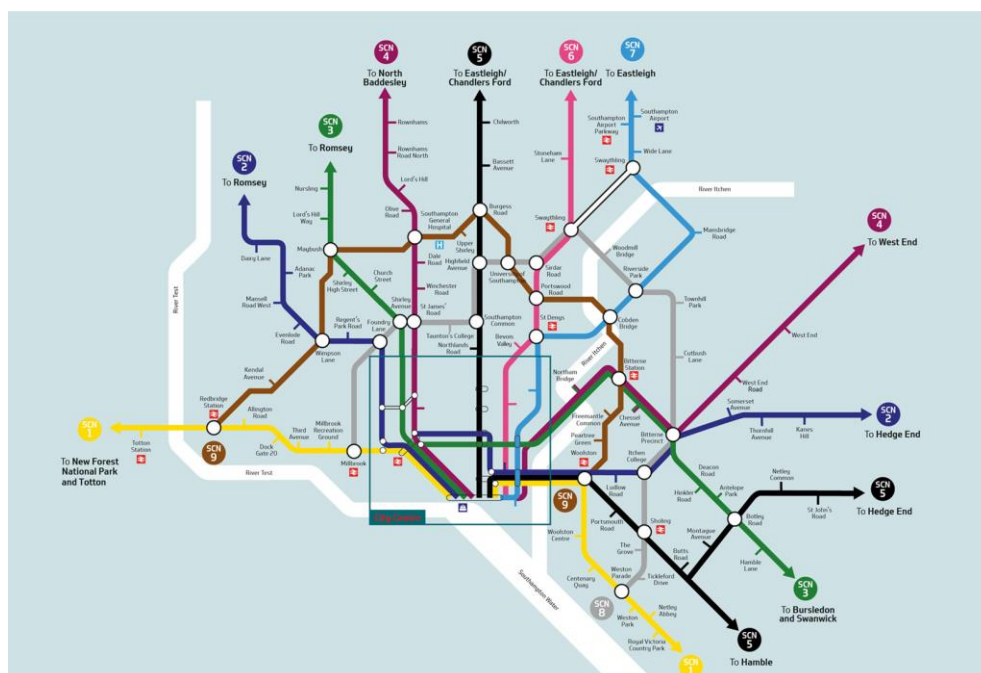 SCN
4
To North
Baddesley
SCN
5
To Eastleigh/
Chandlers Ford
SCN
6
To Eastleigh/
Chandlers Ford
SCN
7
To Eastleigh
SCN
3
To Romsey
SCN
2
To Romsey
Rownhams
Rownhams
Road North
Lord's Hill
Olive
Road
Chilworth
Bassett
Avenue
Stoneham
Lane
Southampton
Airport
Parkway
Southampton
Airport
Swaythling
Wide Lane
River Itchen
Nursling
Lord's Hill
Way
Maybush
Southampton
General
Hospital
H
Burgess
Road
Upper
Shirley
Highfield
Avenue
University of
Southampton
Swaythling
Sirdar
Road
Portswood
Road
Woodmill
Bridge
Riverside
Park
Mansbridge
Road
SCN
4
To West End
Dairy Lane
Adanac
Park
Mansell
Road West
Evenlode
Road
River Test
Church
Street
Shirley
High Street
Dale
Road
Winchester
Road
Shirley
Avenue
St James'
Road
Foundry
Lane
Regent's
Park Road
Wimpson
Lane
Taunton's College
Southampton
Common
Northlands
Road
St Denys
Bevois
Valley
Cobden
Bridge
River Itchen
Townhill
Park
Cutbush
Lane
West End
West End
Road
Kendal
Avenue
Redbridge
Station
Allington
Road
Third
Avenue
Dock
Gate 20
Millbrook
Recreation
Ground
Millbrook
Northam
Bridge
Bitterne
Station
Freemantle
Common
Chessel
Avenue
Peartree
Green
Woolston
Bitterne
Precinct
Itchen
College
Somerset
Avenue
Thornhill
Avenue
Kanes
Hill
SCN
2
To Hedge End
SCN
1
Totton
Station
To New Forest
National Park
and Totton
SCN
9
River Test
City Centre
SCN
9
Ludlow
Road
Portsmouth
Road
Deacon
Road
Hinkler
Road
Antelope
Park
Netley
Common
St John's
Road
SCN
5
To Hedge End
Woolston
Centre
Centenary
Quay
Sholing
The
Grove
Weston
Parade
Tickleford
Drive
Butts
Road
Montague
Avenue
Botley
Road
Hamble
Lane
SCN
3
To Bursledon
and Swanwick
Southampton Water
SCN
8
Weston
Park
Netley
Abbey
Royal Victoria
Country Park
SCN
1
SCN
5
To Hamble